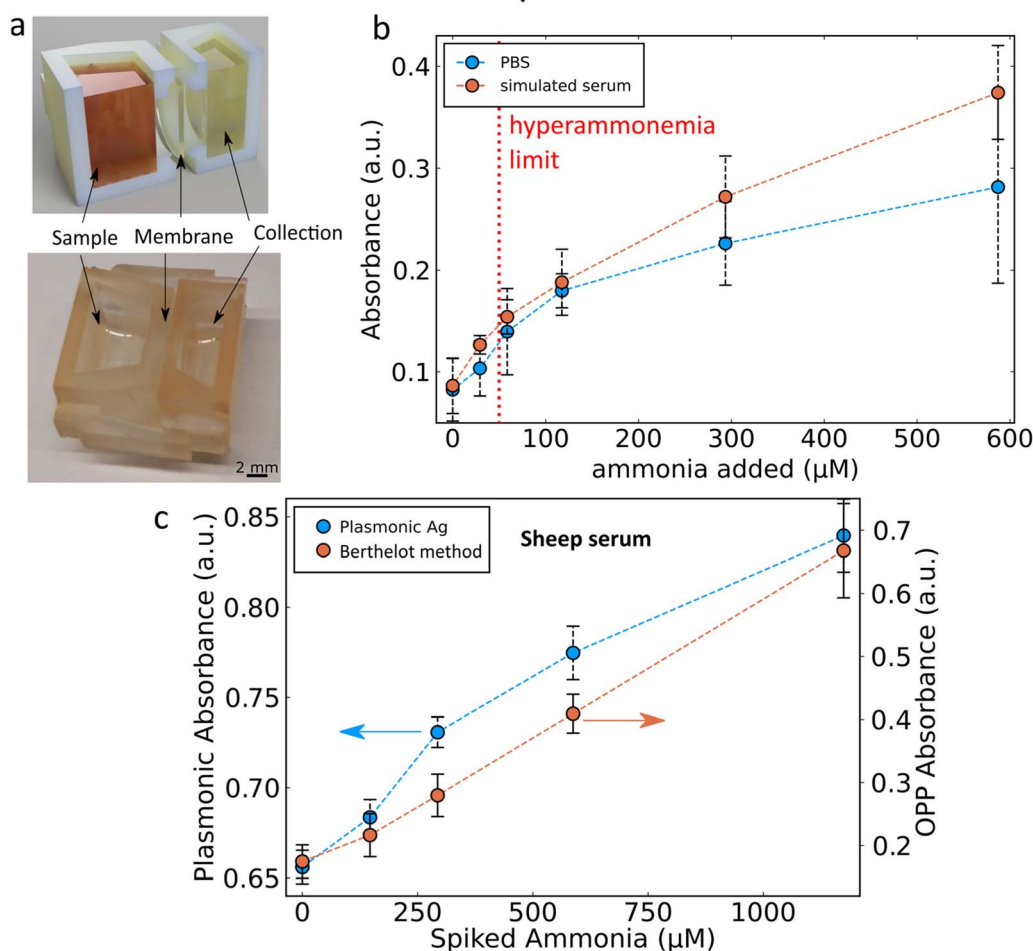 a
Sample Membrane Collection
2 mm
b
PBS
simulated serum
hyperammonemia
limit
Absorbance (a.u.)
0.4
0.3
0.2
0.1
0 100 200 300 400 500 600
ammonia added (μM)
c
Plasmonic Ag
Berthelot method
Sheep serum
Plasmonic Absorbance (a.u.)
0.85
0.80
0.75
0.70
0.65
OPP Absorbance (a.u.)
0.7
0.6
0.5
0.4
0.3
0.2
0 250 500 750 1000
Spiked Ammonia (μM)